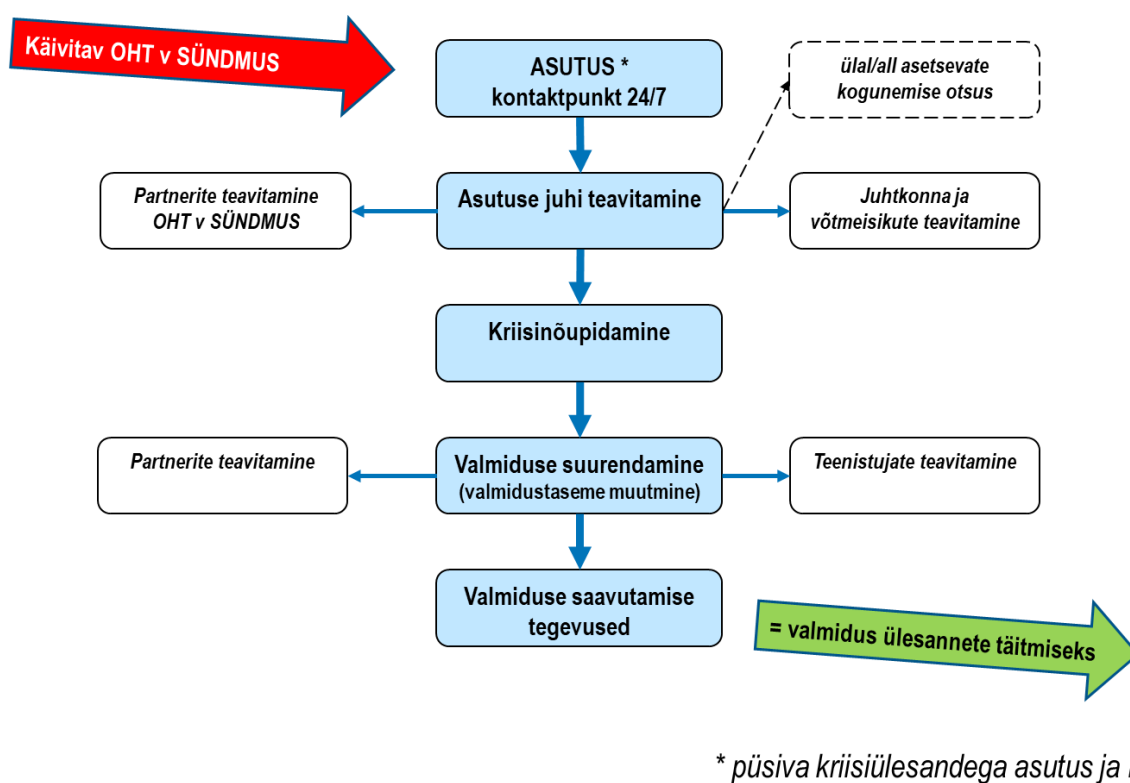 Käivitav OHT v SÜNDMUS
ASUTUS *
kontaktpunkt 24/7
ülal/all asetsevate
kogunemise otsus
Partnerite teavitamine
OHT v SÜNDMUS
Asutuse juhi teavitamine
Juhtkonna ja
võtmeisikute teavitamine
Kriisinõupidamine
Partnerite teavitamine
Valmiduse suurendamine
(valmidustaseme muutmine)
Teenistujate teavitamine
Valmiduse saavutamise
tegevused
= valmidus ülesannete täitmiseks
* püsiva kriisiülesandega asutus ja